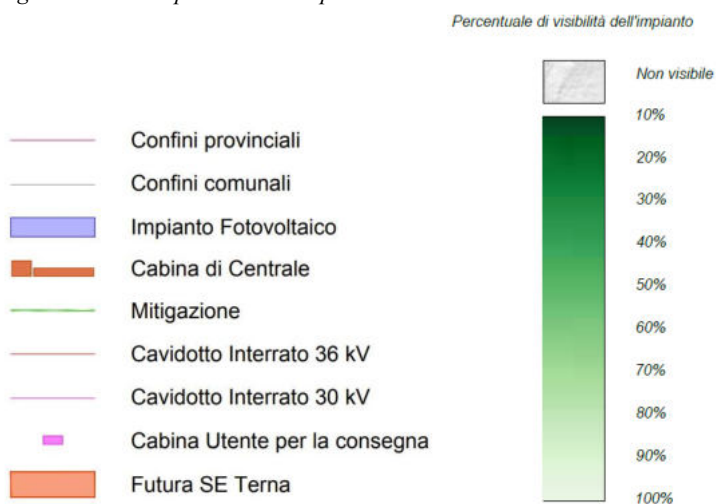 Percentuale di visibilità dell'impianto
Non visibile
10%
20%
30%
40%
50%
60%
70%
80%
90%
100%
Confini provinciali
Confini comunali
Impianto Fotovoltaico
Cabina di Centrale
Mitigazione
Cavidotto Interrato 36 kV
Cavidotto Interrato 30 kV
Cabina Utente per la consegna
Futura SE Terna